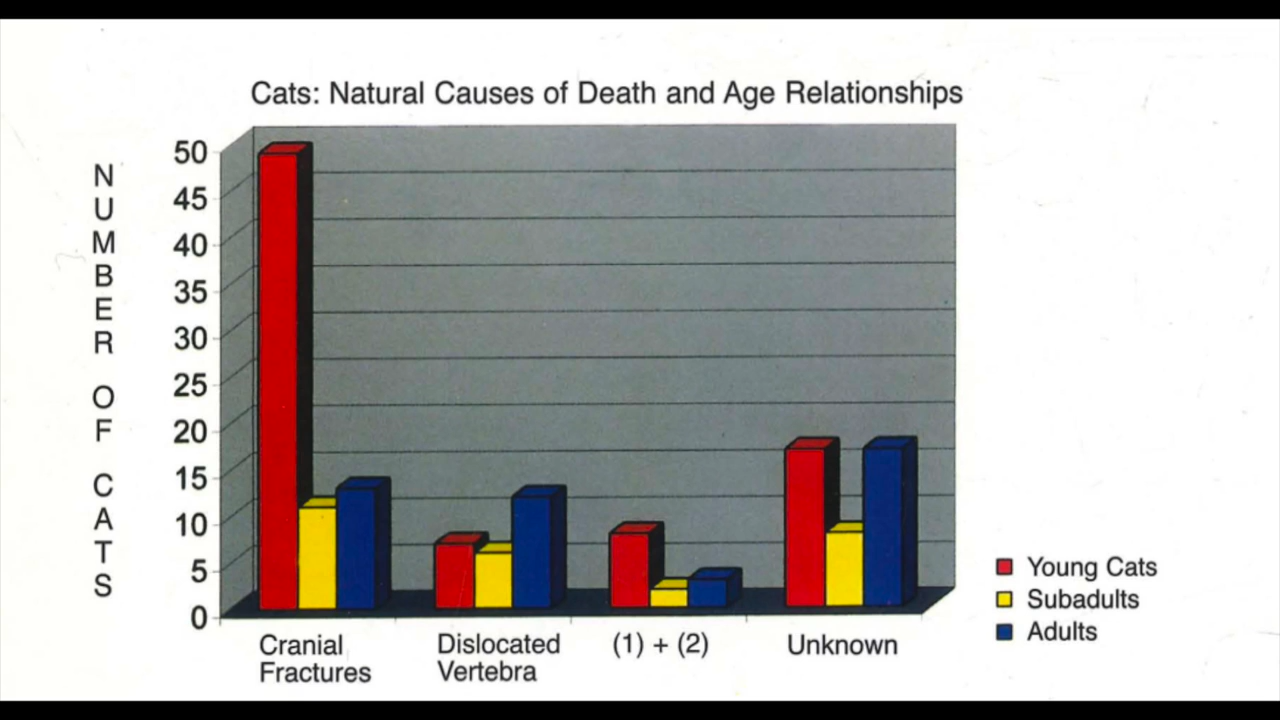 Cats: Natural Causes of Death and Age Relationships
NUMBER OF CATS
50
45
40
35
30
25
20
15
10
5
0
Cranial
Fractures
Dislocated
Vertebra
(1) + (2)
Unknown
Young Cats
Subadults
Adults